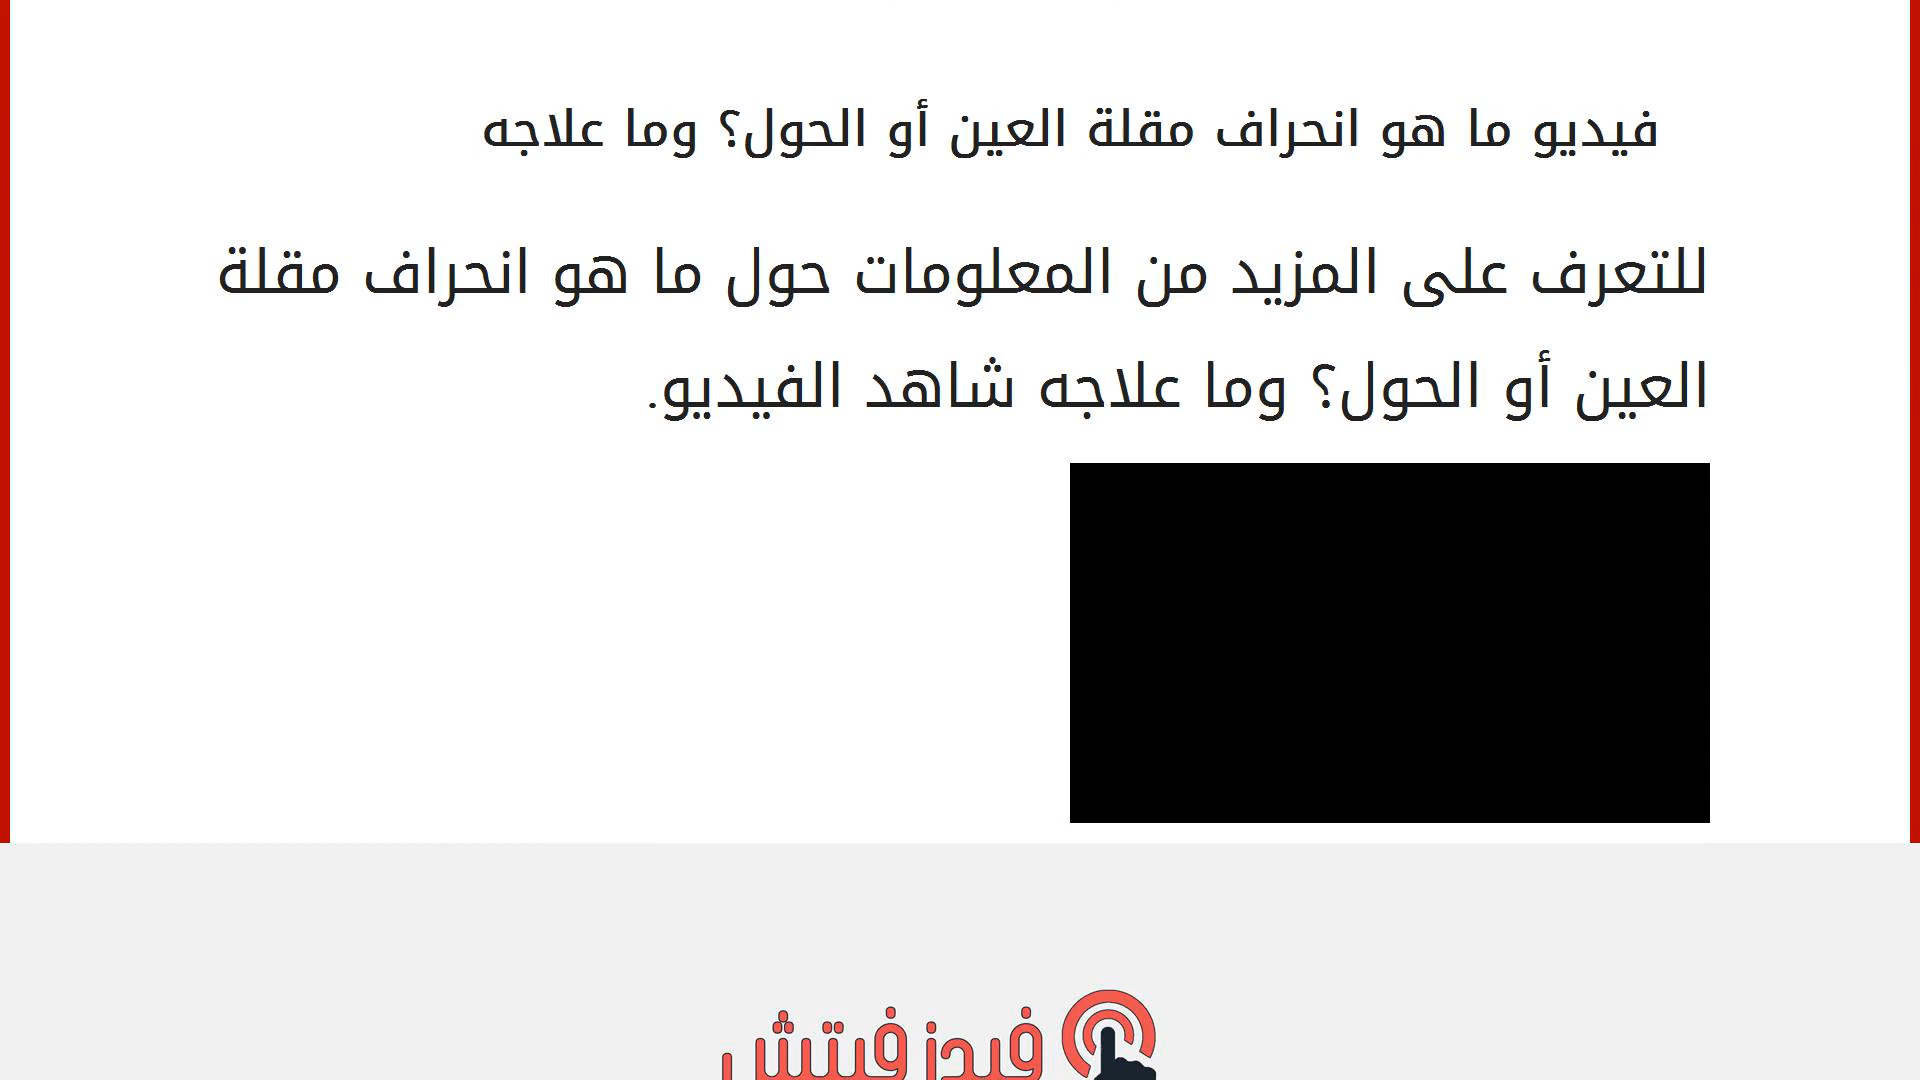 فيديو ما هو انحراف مقلة العين أو الحول؟ وما علاجه
للتعرف على المزيد من المعلومات حول ما هو انحراف مقلة
العين أو الحول؟ وما علاجه شاهد الفيديو.
فيدز فيتش